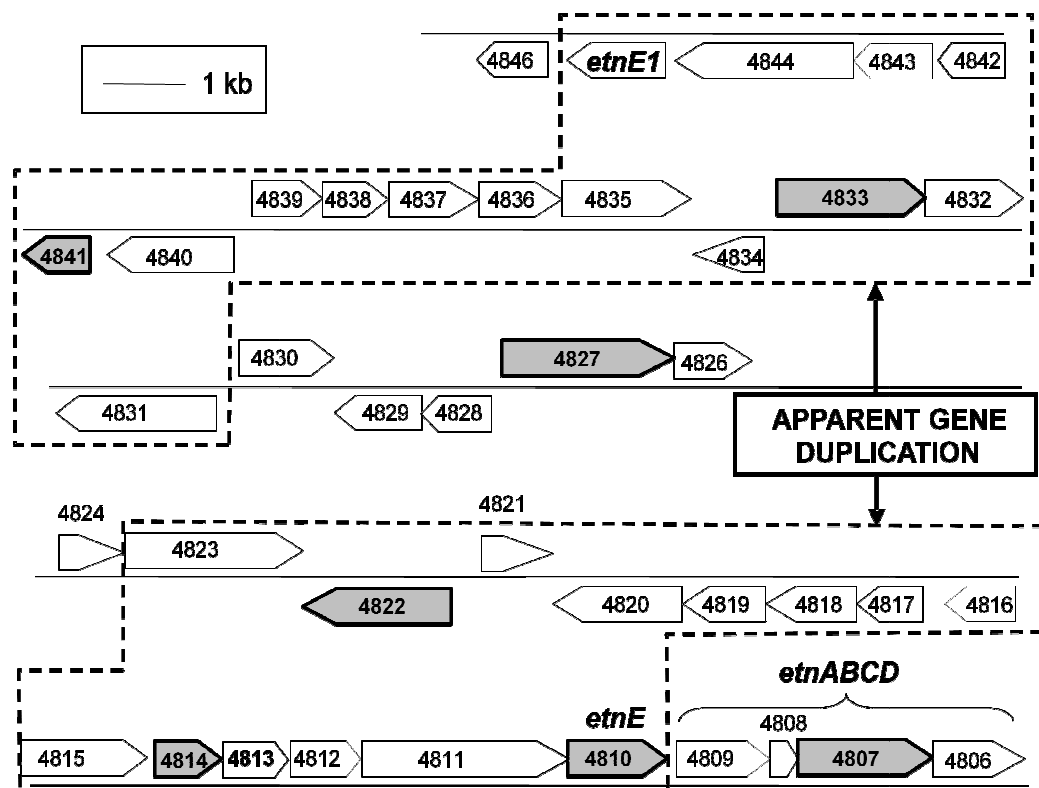 1 kb
4846 etnE1 4844 4843 4842
4839 4838 4837 4836 4835 4833 4832
4841 4840 4834
4830 4827 4826
4831 4829 4828
APPARENT GENE
DUPLICATION
4824 4821
4823
4822 4820 4819 4818 4817 4816
etnABCD
etnE 4808
4815 4814 4813 4812 4811 4810 4809 4807 4806